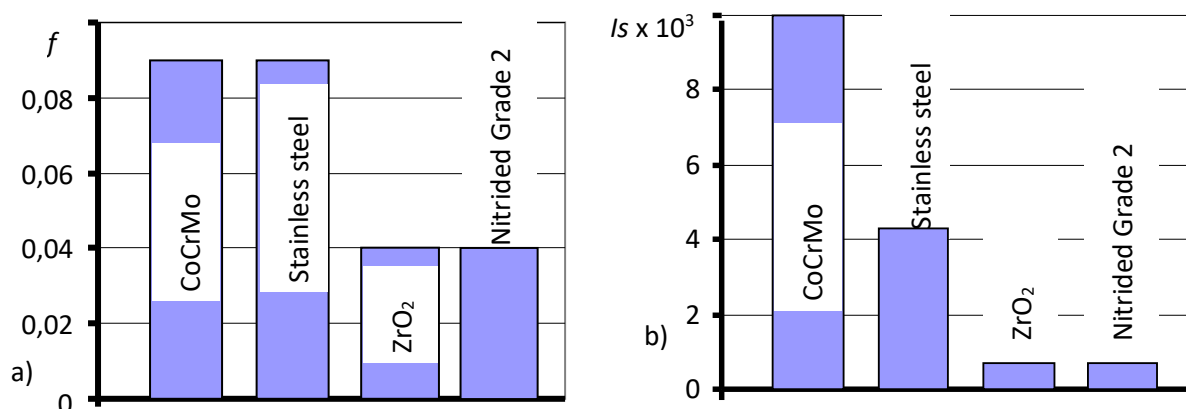 f
0,08
0,06
0,04
0,02
0
a)
CoCrMo
Stainless steel
ZrO₂
Nitrided Grade 2
Is x 10³
8
6
4
2
0
b)
CoCrMo
Stainless steel
ZrO₂
Nitrided Grade 2